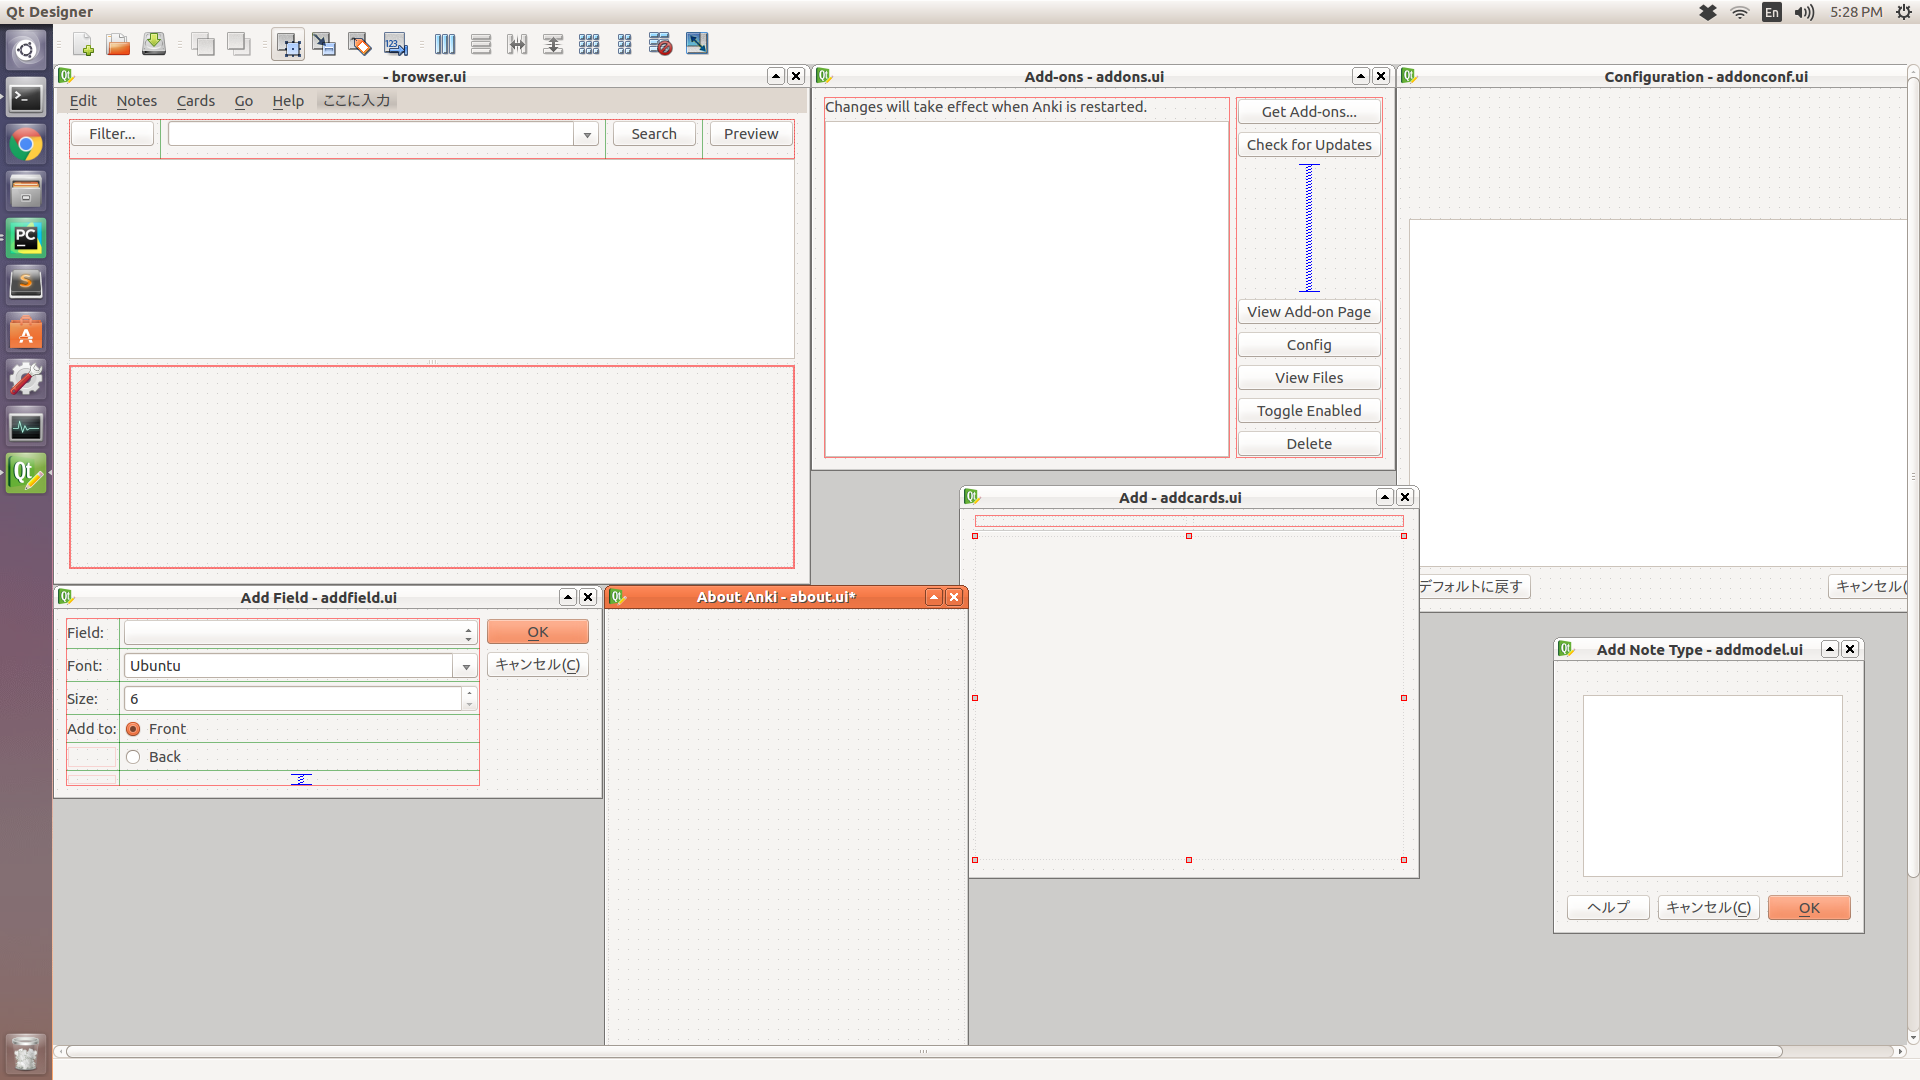 Qt Designer
En
5:28 PM
- browser.ui
Edit Notes Cards Go Help ここに入力
Filter... Search Preview
Add-ons - addons.ui
Changes will take effect when Anki is restarted.
Get Add-ons...
Check for Updates
View Add-on Page
Config
View Files
Toggle Enabled
Delete
Configuration - addonconf.ui
デフォルトに戻す
キャンセル(
Add - addcards.ui
Add Field - addfield.ui
Field:
OK
Font: Ubuntu
キャンセル(C)
Size: 6
Add to: Front
Back
About Anki - about.ui*
Add Note Type - addmodel.ui
ヘルプ キャンセル(C) OK
PC
S
A
Qt
123